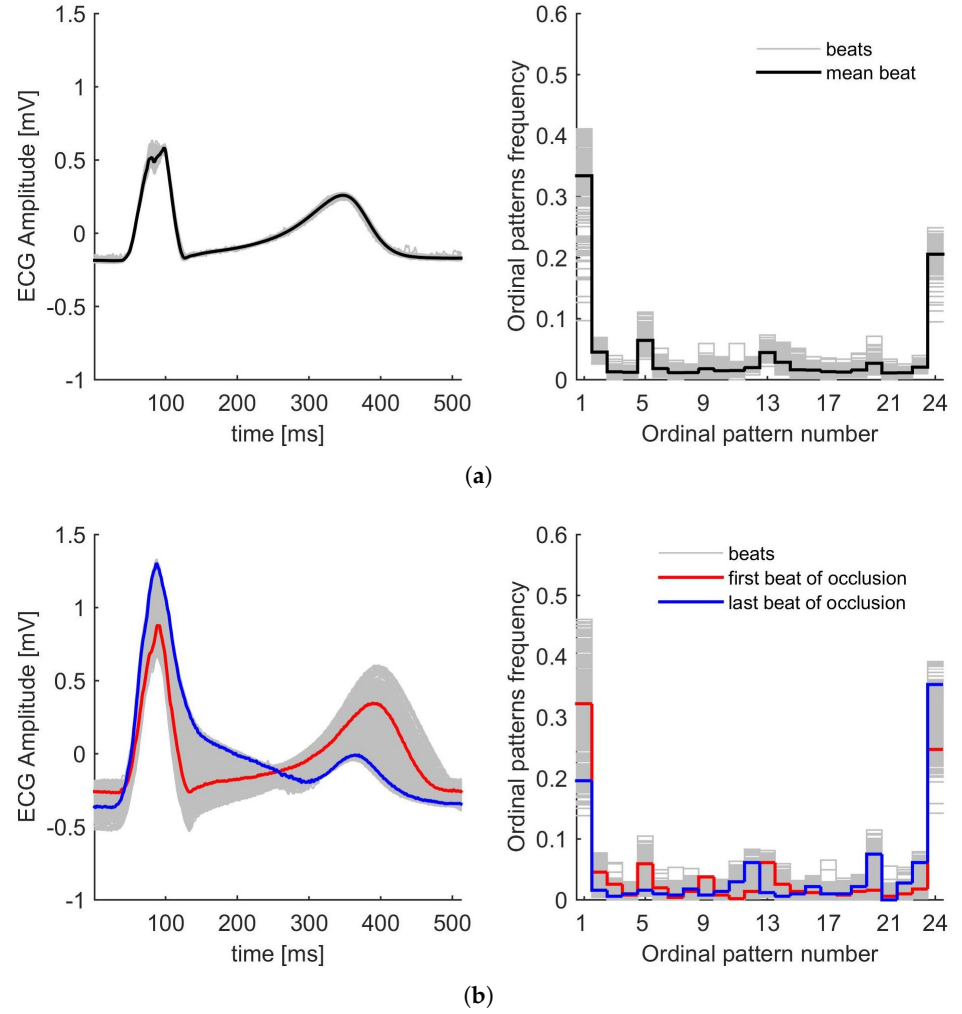 1.5
1
0.5
0
-0.5
-1
ECG Amplitude [mV]
100 200 300 400 500
time [ms]
0.6
0.5
0.4
0.3
0.2
0.1
0
Ordinal patterns frequency
beats
mean beat
1 5 9 13 17 21 24
Ordinal pattern number
(a)
1.5
1
0.5
0
-0.5
-1
ECG Amplitude [mV]
100 200 300 400 500
time [ms]
0.6
0.5
0.4
0.3
0.2
0.1
0
Ordinal patterns frequency
beats
first beat of occlusion
last beat of occlusion
1 5 9 13 17 21 24
Ordinal pattern number
(b)